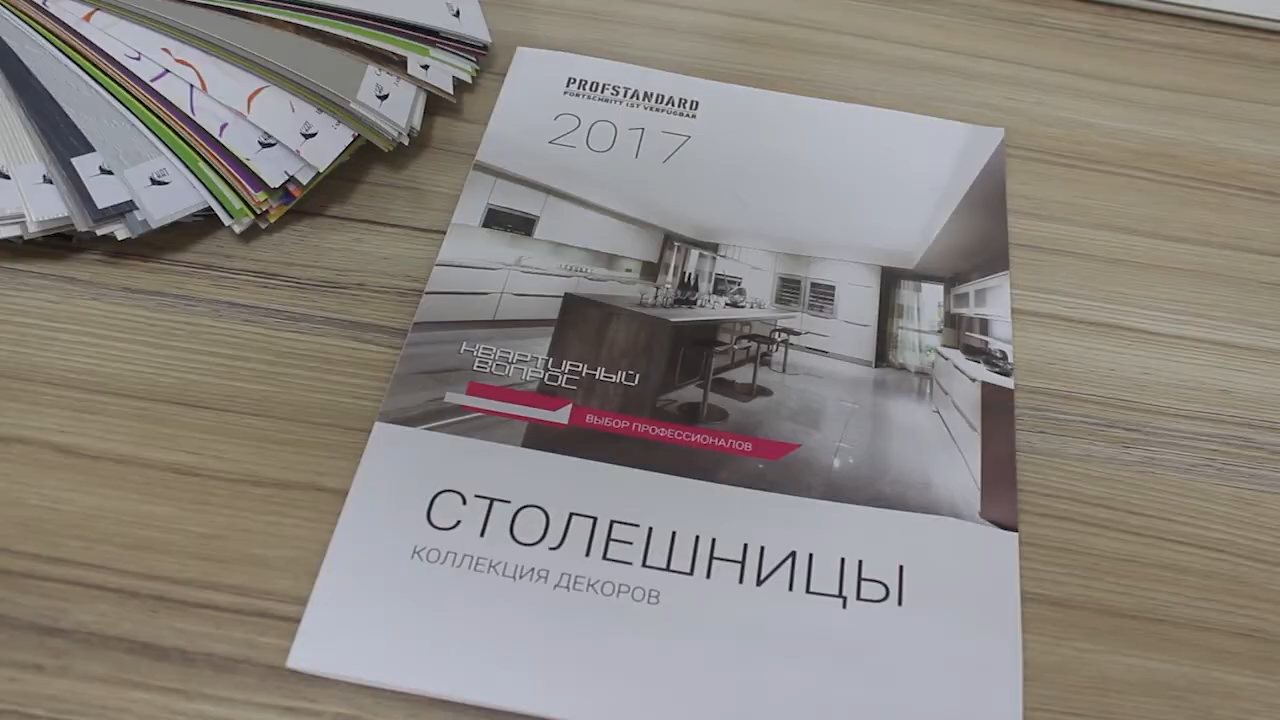 PROFSTANDARD
FORTSCHRITT IST VERFÜGBAR
2017
КВАРТИРНЫЙ
ВОПРОС
ВЫБОР ПРОФЕССИОНАЛОВ
СТОЛЕШНИЦЫ
КОЛЛЕКЦИЯ ДЕКОРОВ